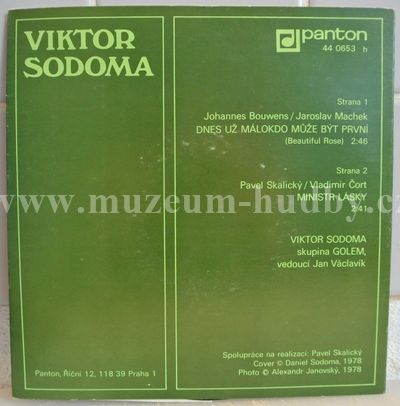 VIKTOR
SODOMA
panton
44 0653 h
Strana 1
Johannes Bouwens/Jaroslav Machek
DNES UŽ MÁLOKDO MŮŽE BÝT PRVNÍ
(Beautiful Rose) 2:46
Strana 2
Pavel Skalický/Vladimír Čort
MINISTR LÁSKY
2:41
www.muzeum-hudby.cz
VIKTOR SODOMA
skupina GOLEM,
vedoucí Jan Václavík
Spolupráce na realizaci: Pavel Skalický
Cover © Daniel Sodoma, 1978
Photo © Alexandr Janovský, 1978
Panton, Říční 12, 118 39 Praha 1